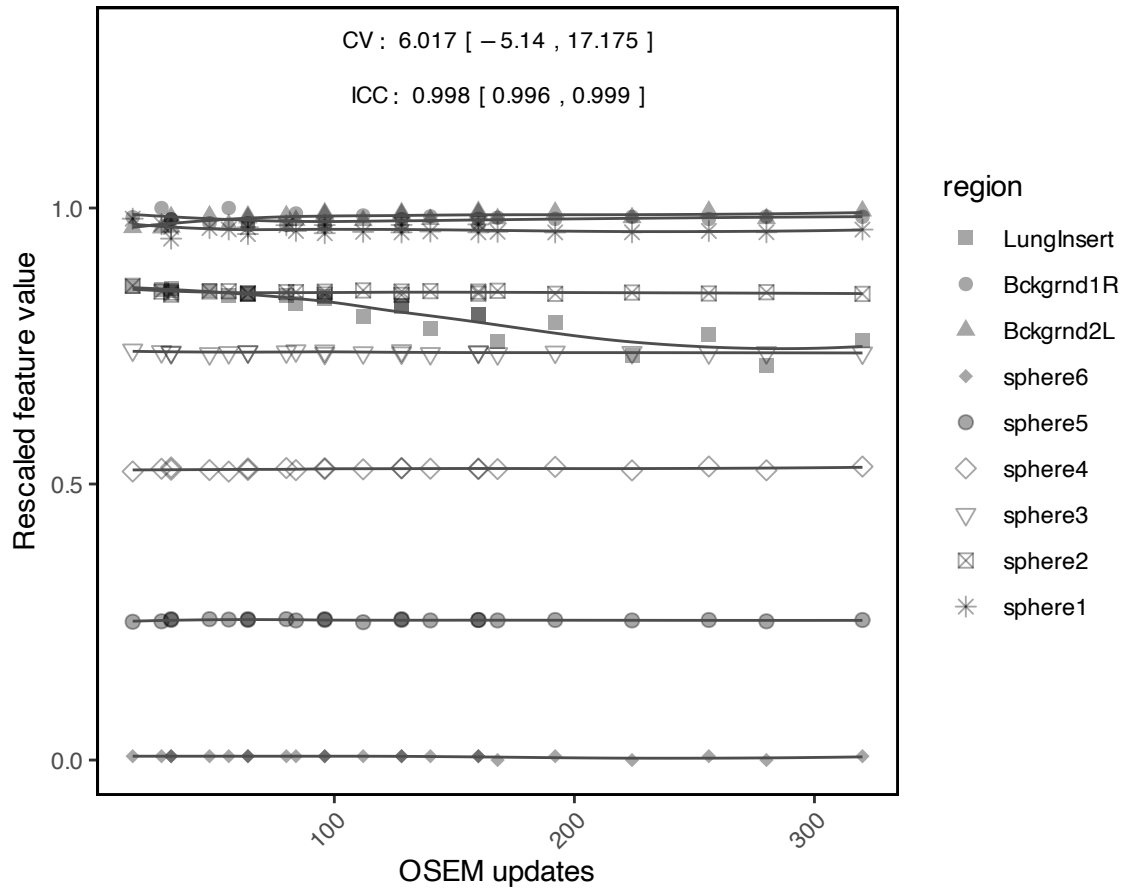 CV : 6.017 [ −5.14 , 17.175 ]
ICC : 0.998 [ 0.996 , 0.999 ]
Rescaled feature value
1.0
0.5
0.0
100
200
300
OSEM updates
region
LungInsert
Bckgrnd1R
Bckgrnd2L
sphere6
sphere5
sphere4
sphere3
sphere2
sphere1